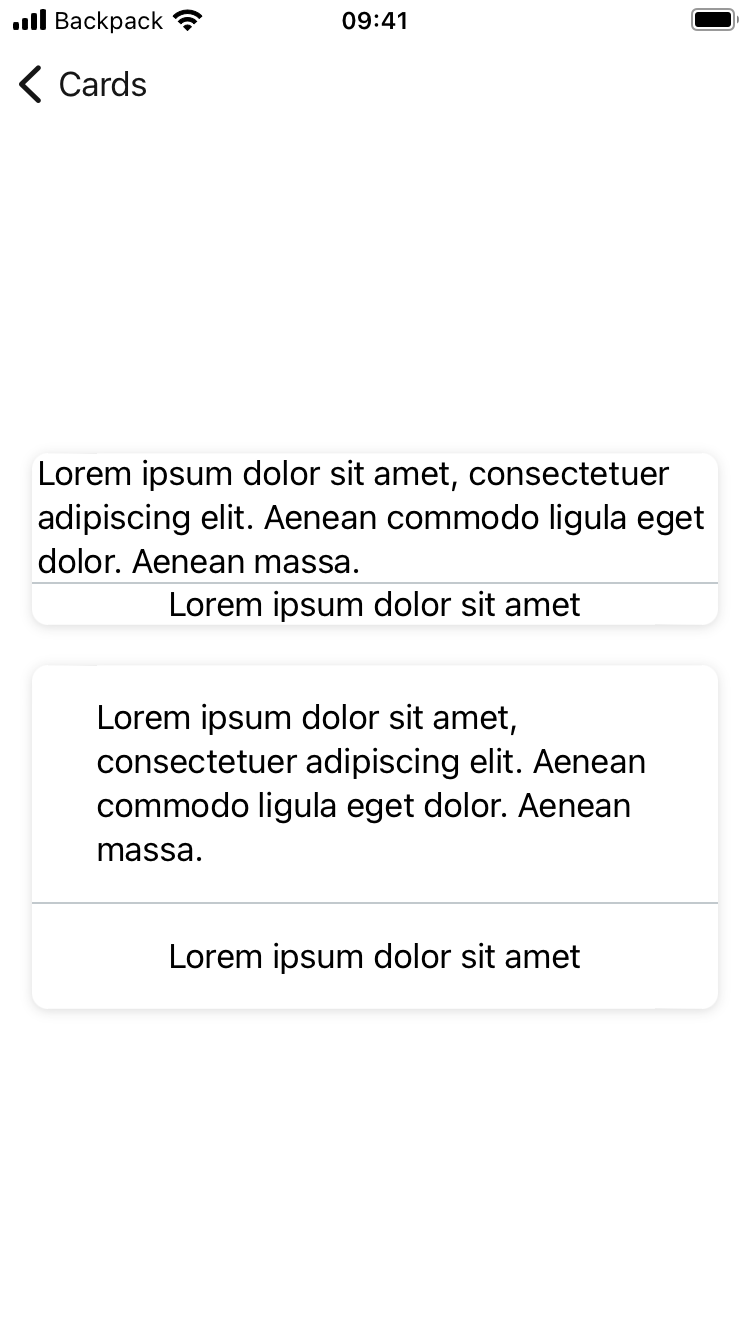 Backpack 09:41
Cards
Lorem ipsum dolor sit amet, consectetuer
adipiscing elit. Aenean commodo ligula eget
dolor. Aenean massa.
Lorem ipsum dolor sit amet
Lorem ipsum dolor sit amet,
consectetuer adipiscing elit. Aenean
commodo ligula eget dolor. Aenean
massa.
Lorem ipsum dolor sit amet